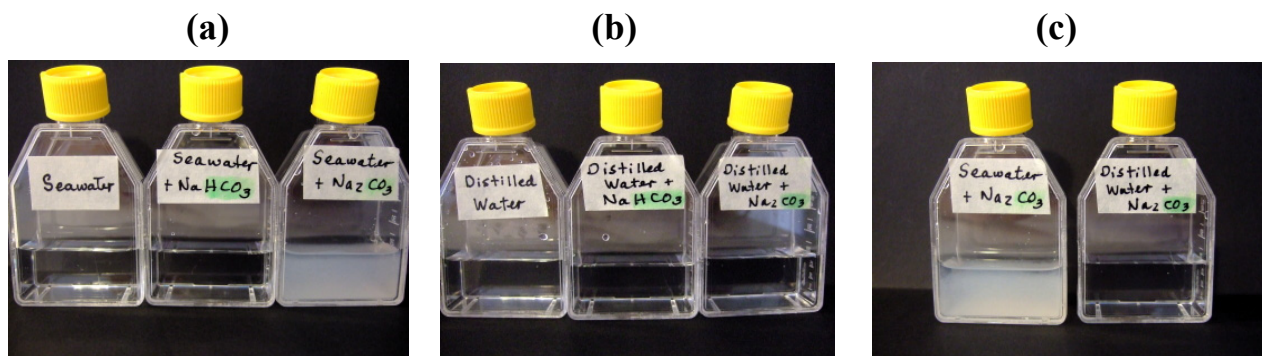 (a)
(b)
(c)
Seawater
Seawater
+ NaHCO3
Seawater
+ Na2CO3
Distilled
Water
Distilled
Water +
NaHCO3
Distilled
Water +
Na2CO3
Seawater
+ Na2CO3
Distilled
Water +
Na2CO3